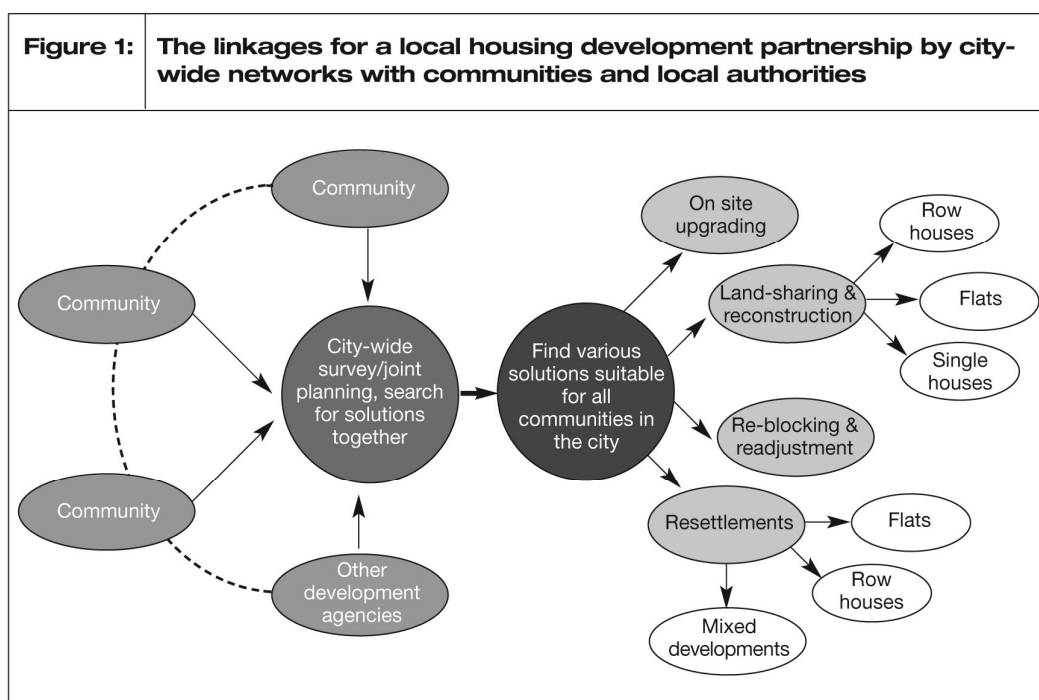 Figure 1:
The linkages for a local housing development partnership by city-
wide networks with communities and local authorities
Community
Community
Community
Other
development
agencies
City-wide
survey/joint
planning, search
for solutions
together
Find various
solutions suitable
for all
communities in
the city
On site
upgrading
Land-sharing &
reconstruction
Row
houses
Flats
Single
houses
Re-blocking &
readjustment
Resettlements
Flats
Row
houses
Mixed
developments